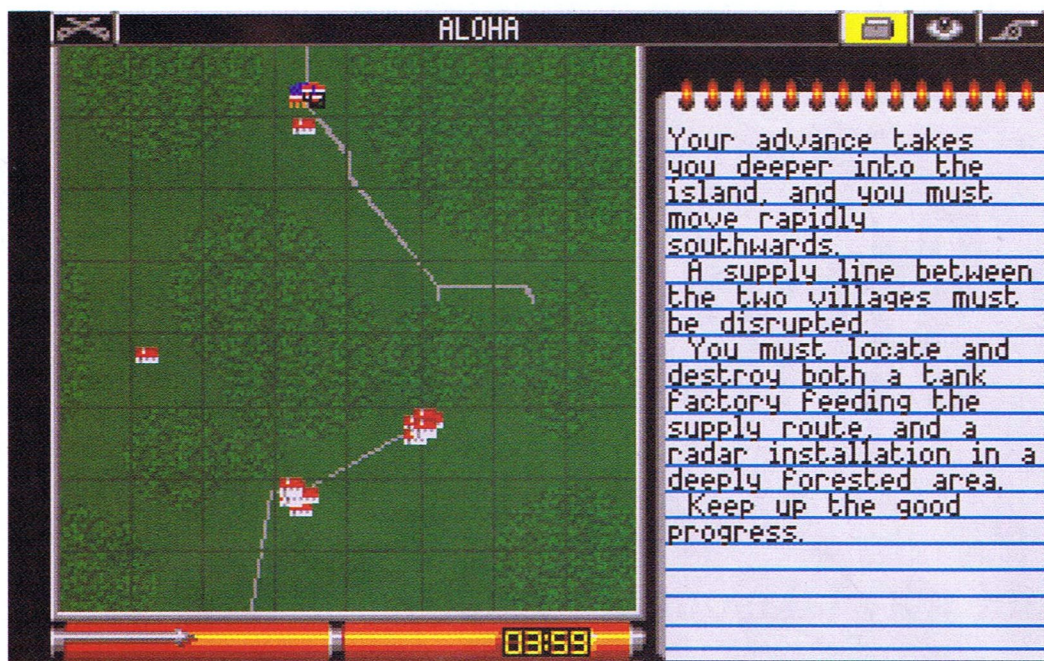 ALOHA
Your advance takes
you deeper into the
island, and you must
move rapidly
southwards.
A supply line between
the two villages must
be disrupted.
You must locate and
destroy both a tank
factory feeding the
supply route, and a
radar installation in a
deeply forested area.
Keep up the good
progress.
03:59